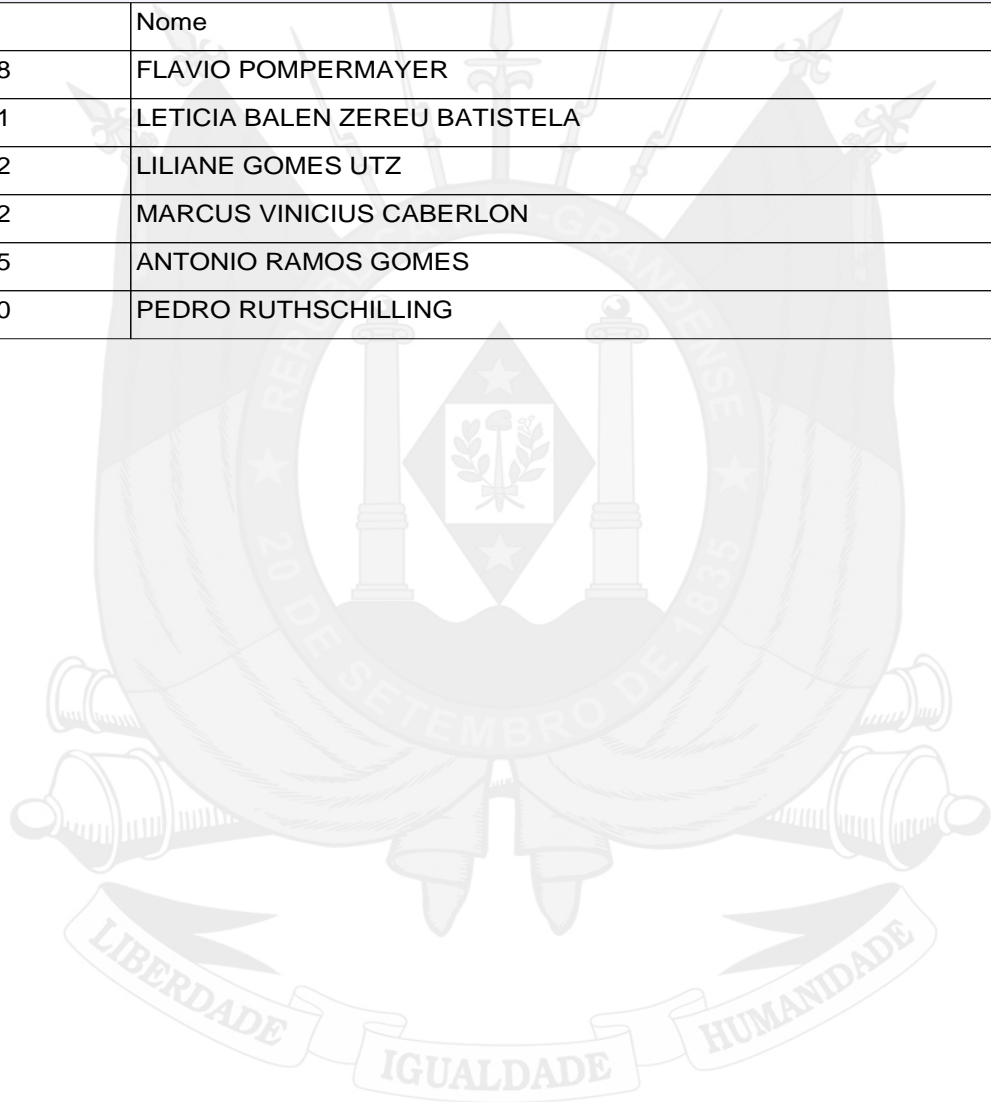 Nome
8 FLAVIO POMPERMAYER
1 LETICIA BALEN ZEREU BATISTELA
2 LILIANE GOMES UTZ
2 MARCUS VINICIUS CABERLON
5 ANTONIO RAMOS GOMES
0 PEDRO RUTHSCHILLING
REPUBLICA RIO-GRANDENSE
20 DE SETEMBRO DE 1835
LIBERDADE IGUALDADE HUMANIDADE